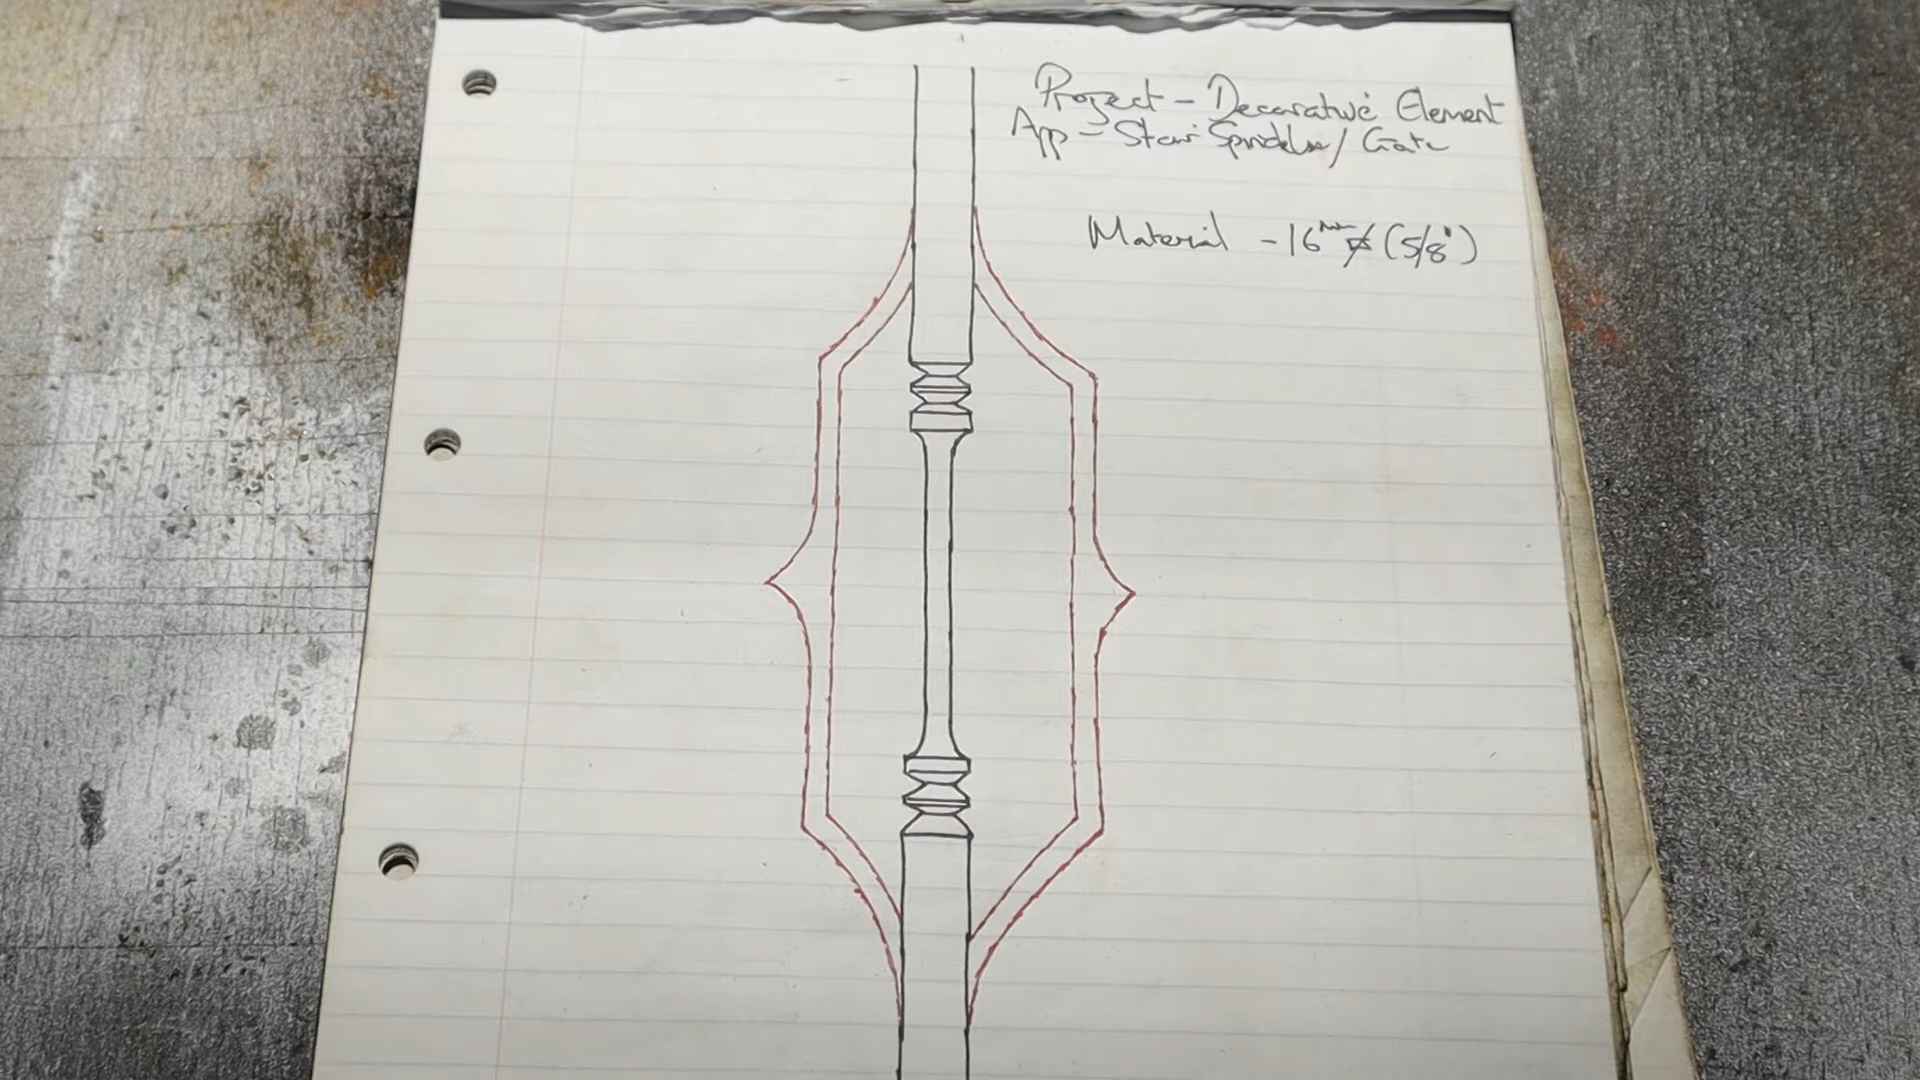 Project - Decorative Element
App - Stair Spindles / Gate
Material - 16mm (5/8")